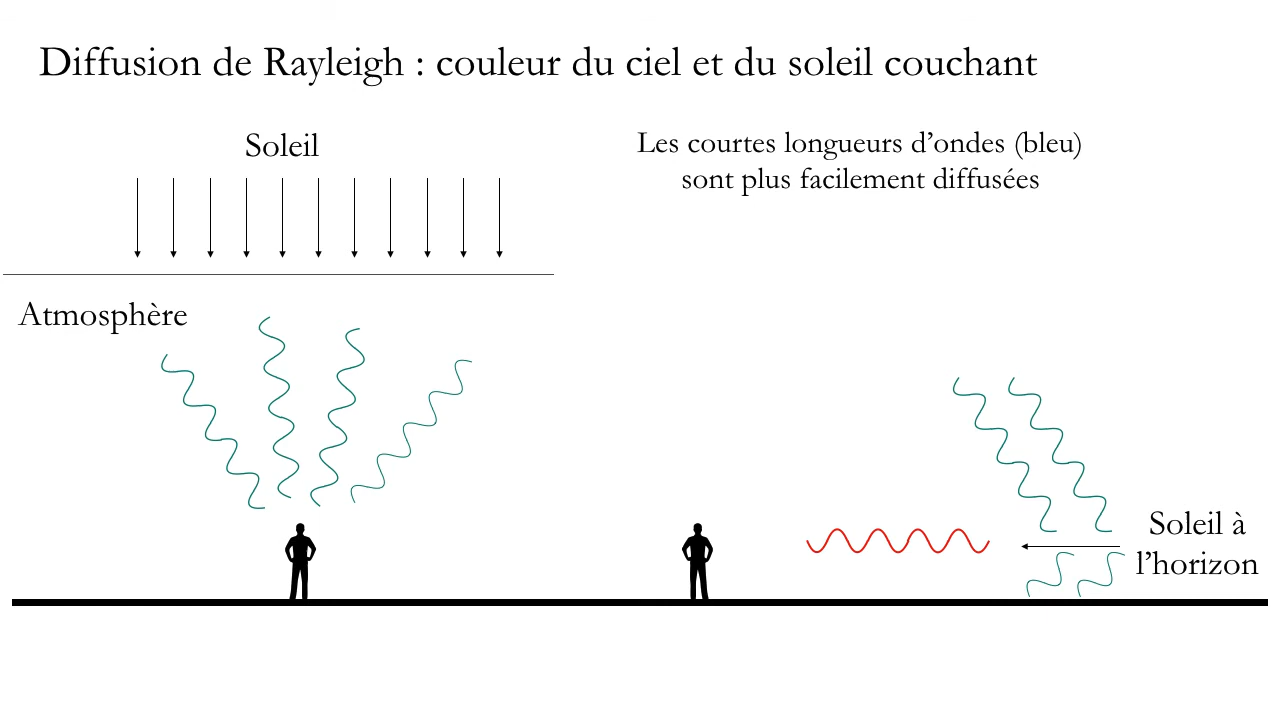 Diffusion de Rayleigh : couleur du ciel et du soleil couchant
Soleil
Les courtes longueurs d’ondes (bleu)
sont plus facilement diffusées
Atmosphère
Soleil à
l’horizon